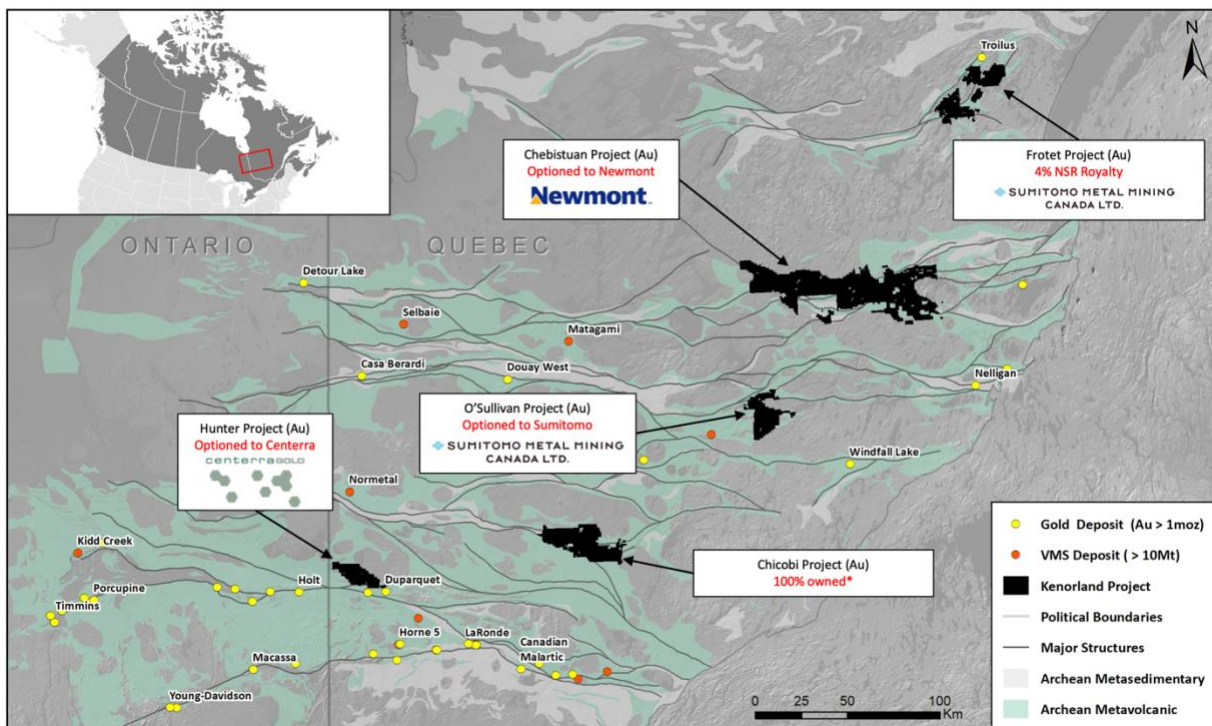 Troilus
N
Chebistuan Project (Au)
Optioned to Newmont
Newmont™
Frotet Project (Au)
4% NSR Royalty
SUMITOMO METAL MINING
CANADA LTD.
ONTARIO
QUEBEC
Detour Lake
Selbaie
Matagami
Casa Berardi
Douay West
Nelligan
O'Sullivan Project (Au)
Optioned to Sumitomo
SUMITOMO METAL MINING
CANADA LTD.
Hunter Project (Au)
Optioned to Centerra
centerraGOLD
Windfall Lake
Normetal
Kidd Creek
Chicobi Project (Au)
100% owned*
Holt
Duparquet
Porcupine
Timmins
Horne 5
LaRonde
Canadian
Malartic
Macassa
Young-Davidson
Gold Deposit (Au > 1moz)
VMS Deposit ( > 10Mt)
Kenorland Project
Political Boundaries
Major Structures
Archean Metasedimentary
Archean Metavolcanic
0 50 100
Km